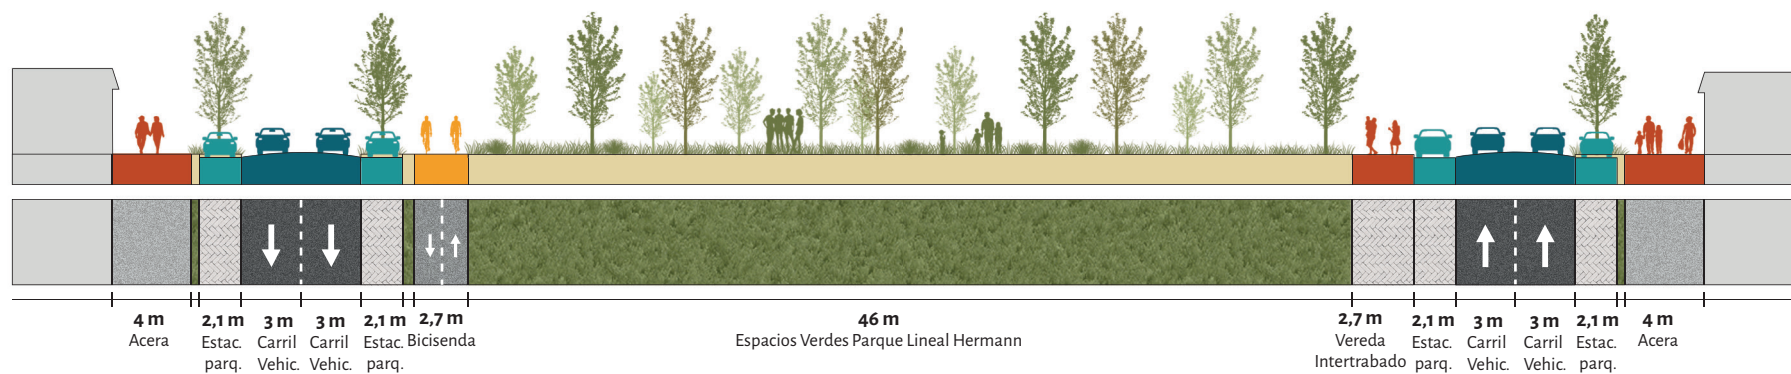 4 m
Acera
2,1 m
Estac.
parq.
3 m
Carril
Vehic.
3 m
Carril
Vehic.
2,1 m
Estac.
parq.
2,7 m
Bicisenda
46 m
Espacios Verdes Parque Lineal Hermann
2,7 m
Vereda
Intertrabado
2,1 m
Estac.
parq.
3 m
Carril
Vehic.
3 m
Carril
Vehic.
2,1 m
Estac.
parq.
4 m
Acera